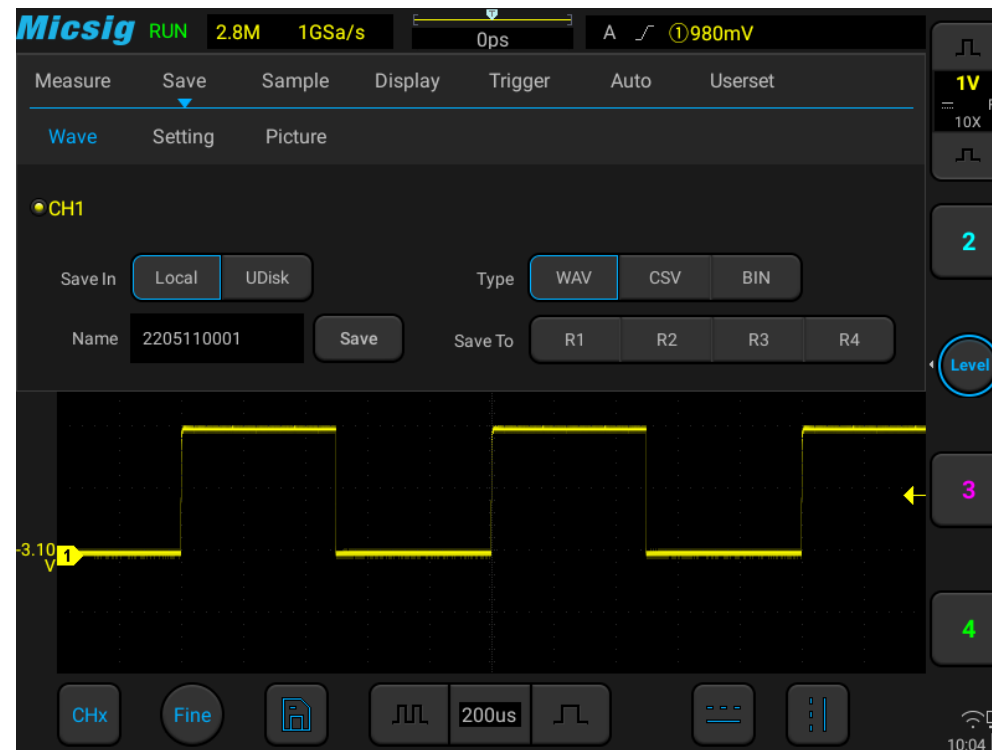 Micsig RUN 2.8M 1GSa/s T 0ps A ①980mV
Measure Save Sample Display Trigger Auto Userset
1V
10X
Wave Setting Picture
CH1
2
Save In Local UDisk Type WAV CSV BIN
Name 2205110001 Save Save To R1 R2 R3 R4
Level
3
-3.10 1
V
4
CHx Fine 200us
10:04